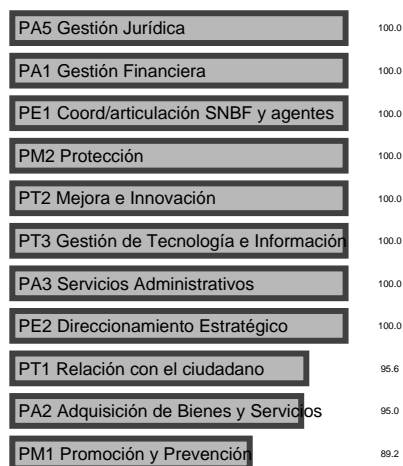 PA5 Gestión Jurídica 100.0
PA1 Gestión Financiera 100.0
PE1 Coord/articulación SNBF y agentes 100.0
PM2 Protección 100.0
PT2 Mejora e Innovación 100.0
PT3 Gestión de Tecnología e Información 100.0
PA3 Servicios Administrativos 100.0
PE2 Direccionamiento Estratégico 100.0
PT1 Relación con el ciudadano 95.6
PA2 Adquisición de Bienes y Servicios 95.0
PM1 Promoción y Prevención 89.2